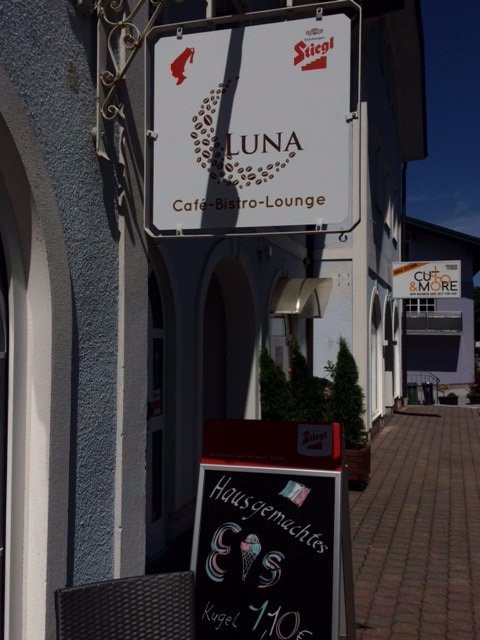 Stiegl
LUNA
Café-Bistro-Lounge
CUT
&MORE
Stiegl
Hausgemachtes
Eis
Kugel 1,10€